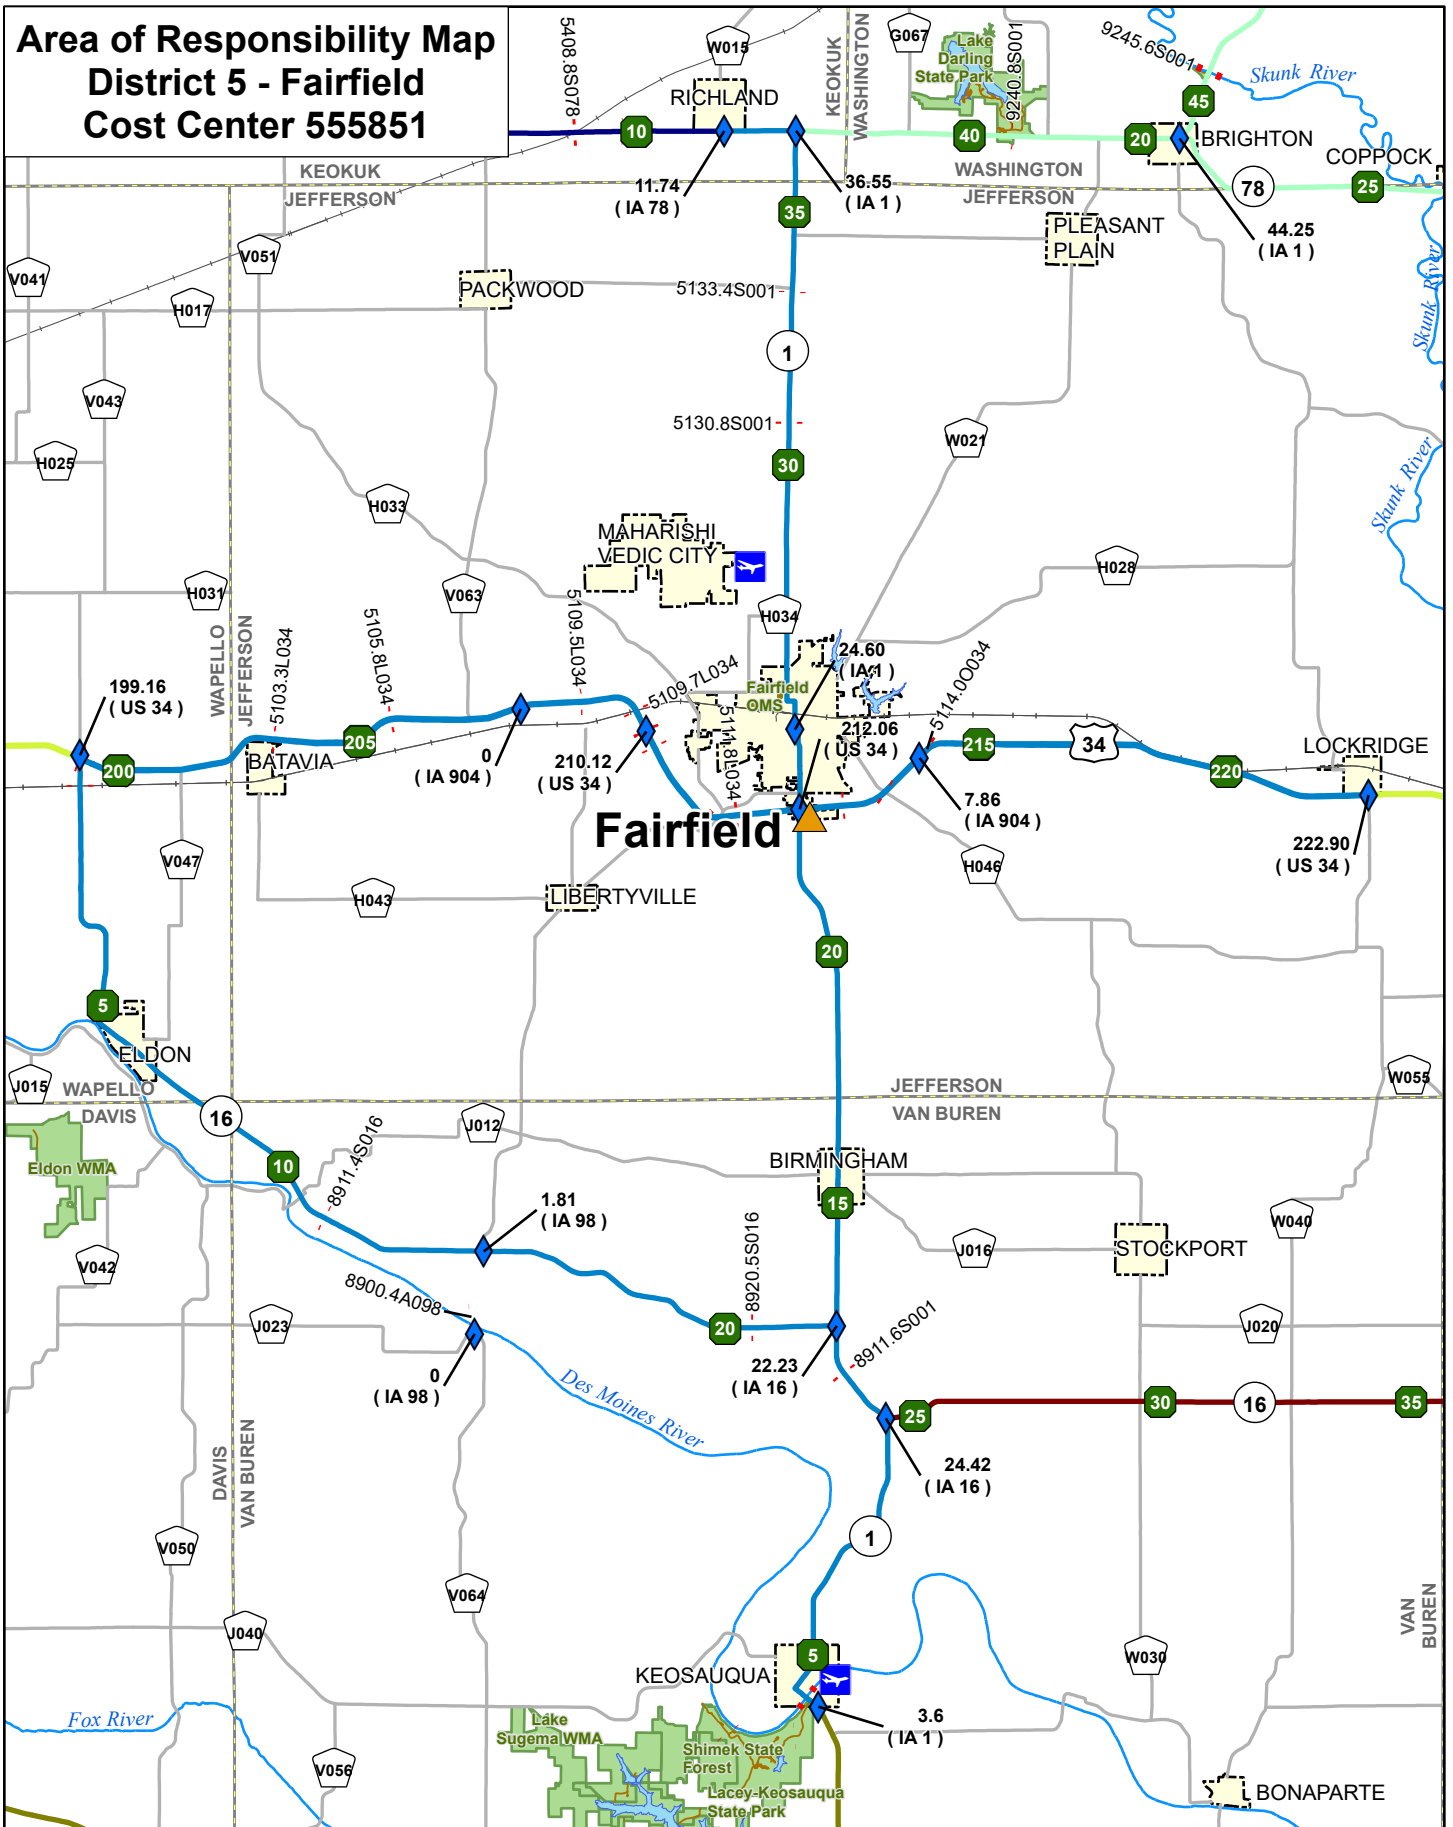 Area of Responsibility Map
District 5 - Fairfield
Cost Center 555851
5408.8S078
W015
KEOKUK
WASHINGTON
G067
Lake
Darling
State Park
9240.8S001
9245.6S001
Skunk River
45
RICHLAND
10
40
20
BRIGHTON
COPPOCK
KEOKUK
JEFFERSON
11.74
( IA 78 )
36.55
( IA 1 )
WASHINGTON
JEFFERSON
78
25
35
44.25
( IA 1 )
PLEASANT
PLAIN
V041
V051
H017
PACKWOOD
5133.4S001
Skunk River
1
V043
5130.8S001
W021
H025
30
Skunk River
H033
MAHARISHI
VEDIC CITY
H028
H031
V063
H034
WAPELLO
JEFFERSON
5103.3L034
5105.8L034
5109.5L034
5109.7L034
5111.8L034
24.60
( IA 1 )
Fairfield
OMS
5114.0O034
199.16
( US 34 )
200
BATAVIA
205
0
( IA 904 )
210.12
( US 34 )
212.06
( US 34 )
215
34
LOCKRIDGE
220
7.86
( IA 904 )
Fairfield
222.90
( US 34 )
V047
H043
LIBERTYVILLE
H046
20
5
ELDON
J015
WAPELLO
DAVIS
JEFFERSON
VAN BUREN
W055
16
J012
8911.4S016
Eldon WMA
10
BIRMINGHAM
15
1.81
( IA 98 )
W040
V042
8920.5S016
J016
STOCKPORT
8900.4A098
J023
20
8911.6S001
J020
0
( IA 98 )
22.23
( IA 16 )
Des Moines River
25
30
16
35
DAVIS
VAN BUREN
24.42
( IA 16 )
1
V050
V064
VAN
BUREN
J040
5
W030
KEOSAUQUA
Fox River
3.6
( IA 1 )
Lake
Sugema WMA
Shimek State
Forest
V056
Lacey-Keosauqua
State Park
BONAPARTE